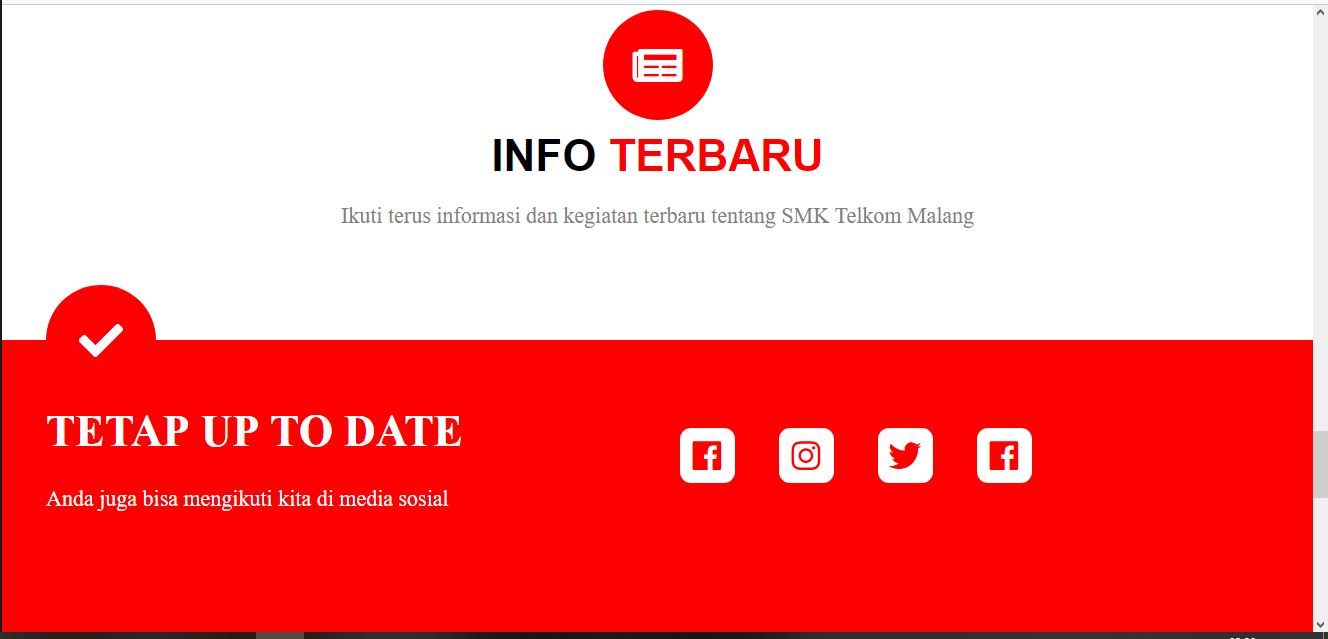 INFO TERBARU
Ikuti terus informasi dan kegiatan terbaru tentang SMK Telkom Malang
TETAP UP TO DATE
Anda juga bisa mengikuti kita di media sosial